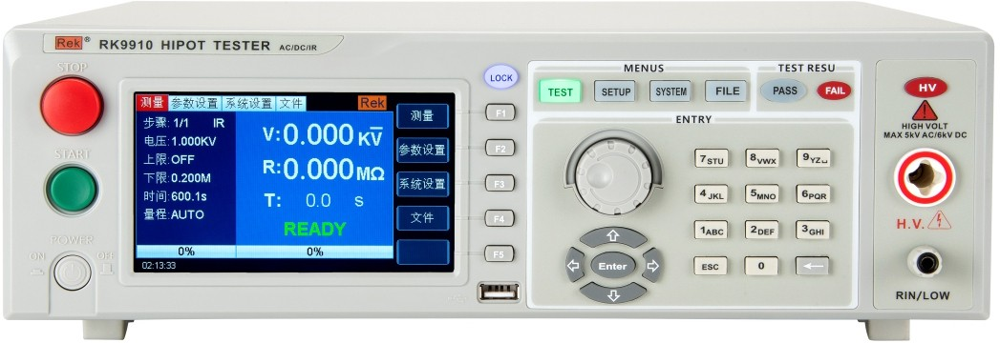 Rek® RK9910 HIPOT TESTER AC/DC/IR
STOP
START
POWER
ON OFF
测量 参数设置 系统设置 文件 Rek
步骤: 1/1 IR
电压: 1.000KV
上限: OFF
下限: 0.200M
时间: 600.1s
量程: AUTO
V: 0.000 KV
R: 0.000 MΩ
T: 0.0 s
READY
0% 0%
02:13:33
测量
参数设置
系统设置
文件
LOCK
F1
F2
F3
F4
F5
MENUS
TEST SETUP SYSTEM FILE
TEST RESU
PASS FAIL
ENTRY
7STU 8VWX 9YZ␣
4JKL 5MNO 6PQR
1ABC 2DEF 3GHI
ESC 0 ←
Enter
HV
HIGH VOLT
MAX 5kV AC/6kV DC
H.V.
RIN/LOW